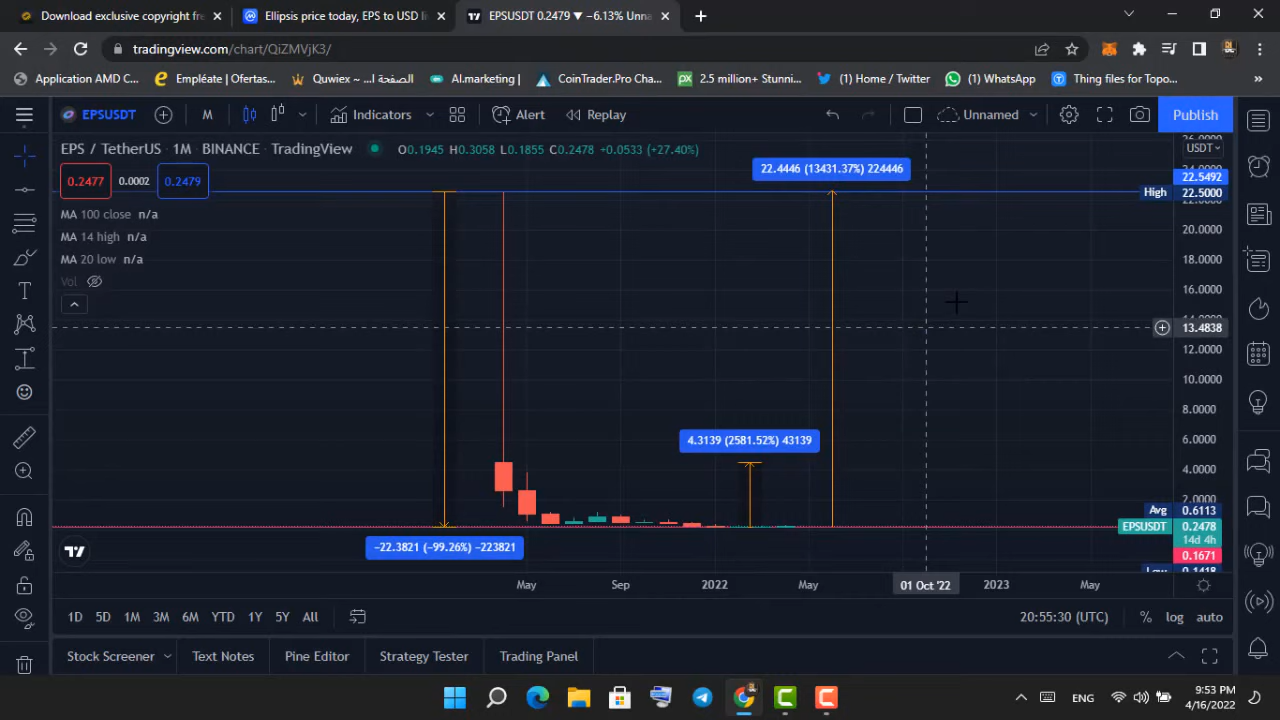 Download exclusive copyright fre
Ellipsis price today, EPS to USD li
EPSUSDT 0.2479 ▼ −6.13% Unna
tradingview.com/chart/QiZMVjK3/
Application AMD C...
Empléate | Ofertas...
Quwiex ~ الصفحة ا...
AI.marketing |
CoinTrader.Pro Cha...
2.5 million+ Stunni...
(1) Home / Twitter
(1) WhatsApp
Thing files for Topo...
EPSUSDT
M
Indicators
Alert
Replay
Unnamed
Publish
EPS / TetherUS · 1M · BINANCE · TradingView
O0.1945 H0.3058 L0.1855 C0.2478 +0.0533 (+27.40%)
USDT
0.2477
0.0002
0.2479
22.4446 (13431.37%) 224446
22.5492
High 22.5000
MA 100 close n/a
MA 14 high n/a
MA 20 low n/a
Vol
20.0000
18.0000
16.0000
13.4838
12.0000
10.0000
8.0000
6.0000
4.3139 (2581.52%) 43139
4.0000
2.0000
Avg 0.6113
EPSUSDT 0.2478
14d 4h
0.1671
Low 0.1418
−22.3821 (−99.26%) −223821
May
Sep
2022
May
01 Oct '22
2023
May
1D 5D 1M 3M 6M YTD 1Y 5Y All
20:55:30 (UTC)
% log auto
Stock Screener
Text Notes
Pine Editor
Strategy Tester
Trading Panel
ENG
9:53 PM
4/16/2022